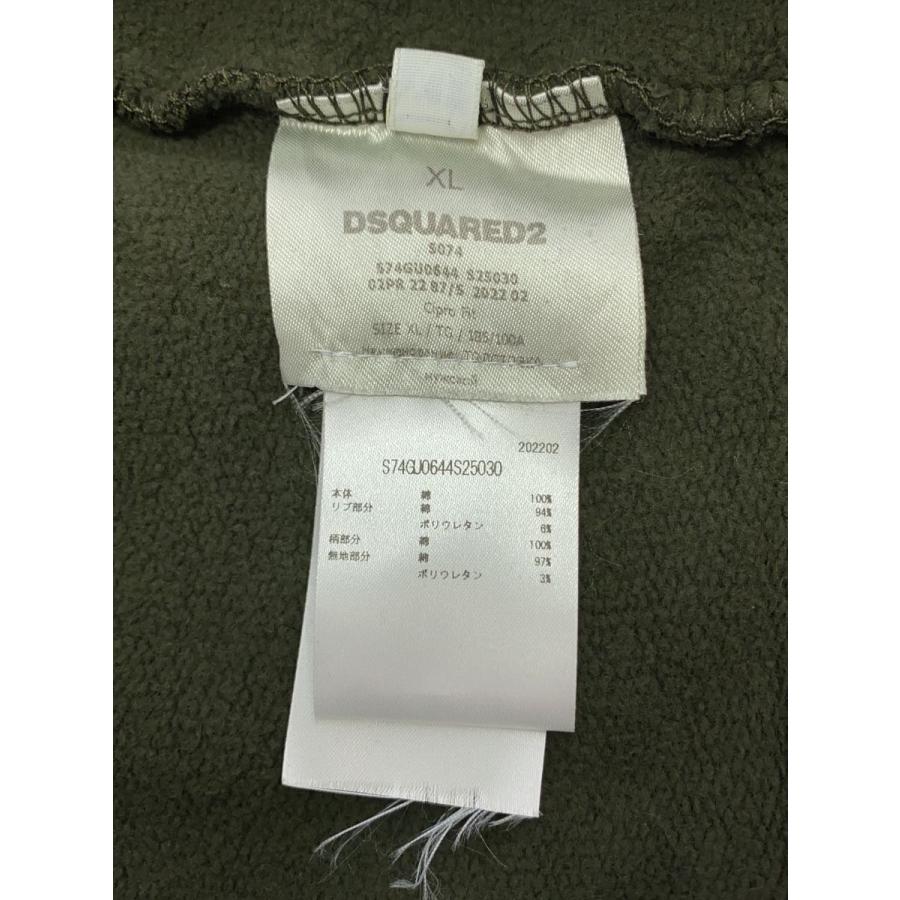 XL
DSQUARED2
S074
S74GU0644 S25030
02PR 22 87/S 2022 02
Cipro Fit
SIZE XL / TG / 185/100A
202202
S74GU0644S25030
本体 綿 100%
リブ部分 綿 94%
ポリウレタン 6%
柄部分 綿 100%
無地部分 綿 97%
ポリウレタン 3%